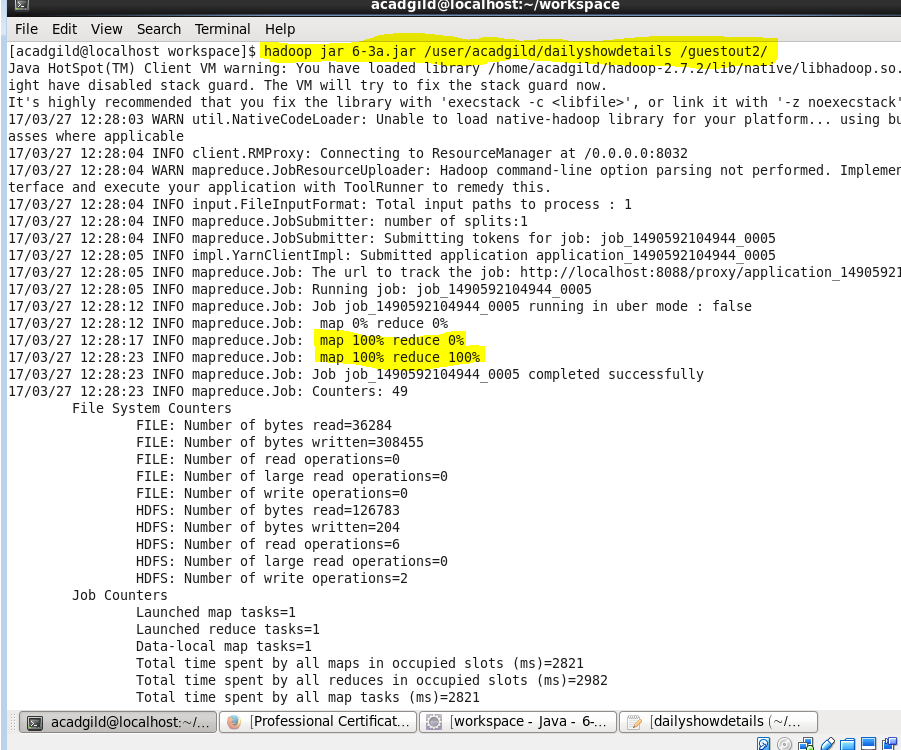 acadgild@localhost:~/workspace
File Edit View Search Terminal Help
[acadgild@localhost workspace]$ hadoop jar 6-3a.jar /user/acadgild/dailyshowdetails /guestout2/
Java HotSpot(TM) Client VM warning: You have loaded library /home/acadgild/hadoop-2.7.2/lib/native/libhadoop.so.
ight have disabled stack guard. The VM will try to fix the stack guard now.
It's highly recommended that you fix the library with 'execstack -c <libfile>', or link it with '-z noexecstack'
17/03/27 12:28:03 WARN util.NativeCodeLoader: Unable to load native-hadoop library for your platform... using bu
asses where applicable
17/03/27 12:28:04 INFO client.RMProxy: Connecting to ResourceManager at /0.0.0.0:8032
17/03/27 12:28:04 WARN mapreduce.JobResourceUploader: Hadoop command-line option parsing not performed. Implemen
terface and execute your application with ToolRunner to remedy this.
17/03/27 12:28:04 INFO input.FileInputFormat: Total input paths to process : 1
17/03/27 12:28:04 INFO mapreduce.JobSubmitter: number of splits:1
17/03/27 12:28:04 INFO mapreduce.JobSubmitter: Submitting tokens for job: job_1490592104944_0005
17/03/27 12:28:05 INFO impl.YarnClientImpl: Submitted application application_1490592104944_0005
17/03/27 12:28:05 INFO mapreduce.Job: The url to track the job: http://localhost:8088/proxy/application_14905921
17/03/27 12:28:05 INFO mapreduce.Job: Running job: job_1490592104944_0005
17/03/27 12:28:12 INFO mapreduce.Job: Job job_1490592104944_0005 running in uber mode : false
17/03/27 12:28:12 INFO mapreduce.Job:  map 0% reduce 0%
17/03/27 12:28:17 INFO mapreduce.Job:  map 100% reduce 0%
17/03/27 12:28:23 INFO mapreduce.Job:  map 100% reduce 100%
17/03/27 12:28:23 INFO mapreduce.Job: Job job_1490592104944_0005 completed successfully
17/03/27 12:28:23 INFO mapreduce.Job: Counters: 49
File System Counters
FILE: Number of bytes read=36284
FILE: Number of bytes written=308455
FILE: Number of read operations=0
FILE: Number of large read operations=0
FILE: Number of write operations=0
HDFS: Number of bytes read=126783
HDFS: Number of bytes written=204
HDFS: Number of read operations=6
HDFS: Number of large read operations=0
HDFS: Number of write operations=2
Job Counters
Launched map tasks=1
Launched reduce tasks=1
Data-local map tasks=1
Total time spent by all maps in occupied slots (ms)=2821
Total time spent by all reduces in occupied slots (ms)=2982
Total time spent by all map tasks (ms)=2821
acadgild@localhost:~/... [Professional Certificat... [workspace - Java - 6-... [dailyshowdetails (~/...